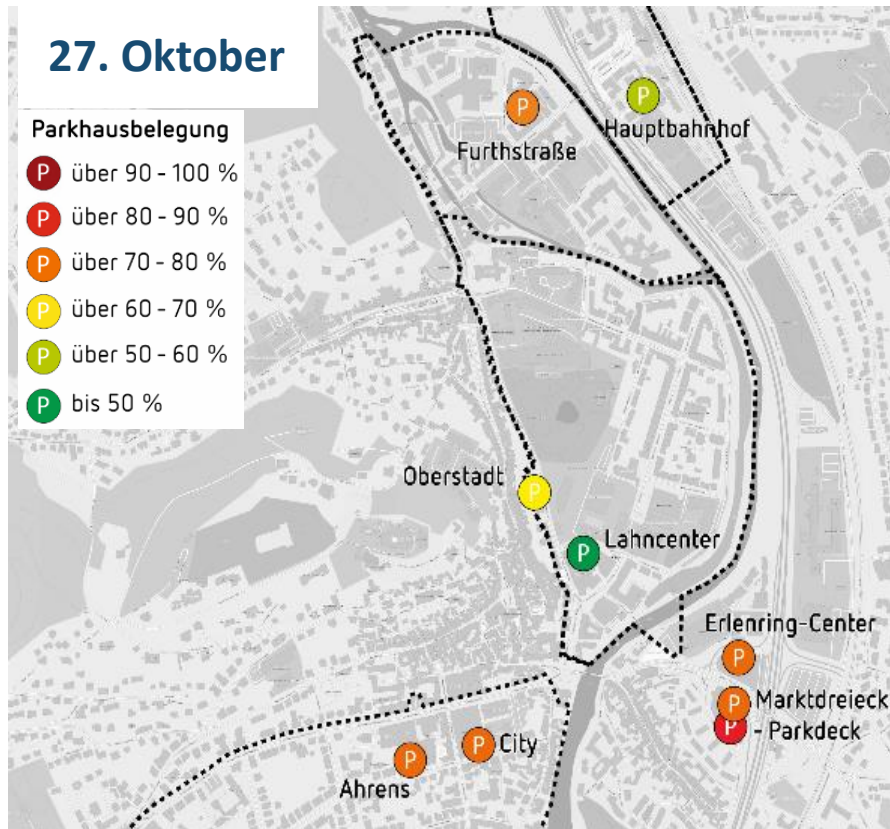 27. Oktober
Parkhausbelegung
P über 90 - 100 %
P über 80 - 90 %
P über 70 - 80 %
P über 60 - 70 %
P über 50 - 60 %
P bis 50 %
P
Furthstraße
P
Hauptbahnhof
Oberstadt
P
P
Lahncenter
Erlenring-Center
P
P
Marktdreieck
P
- Parkdeck
P
City
P
Ahrens